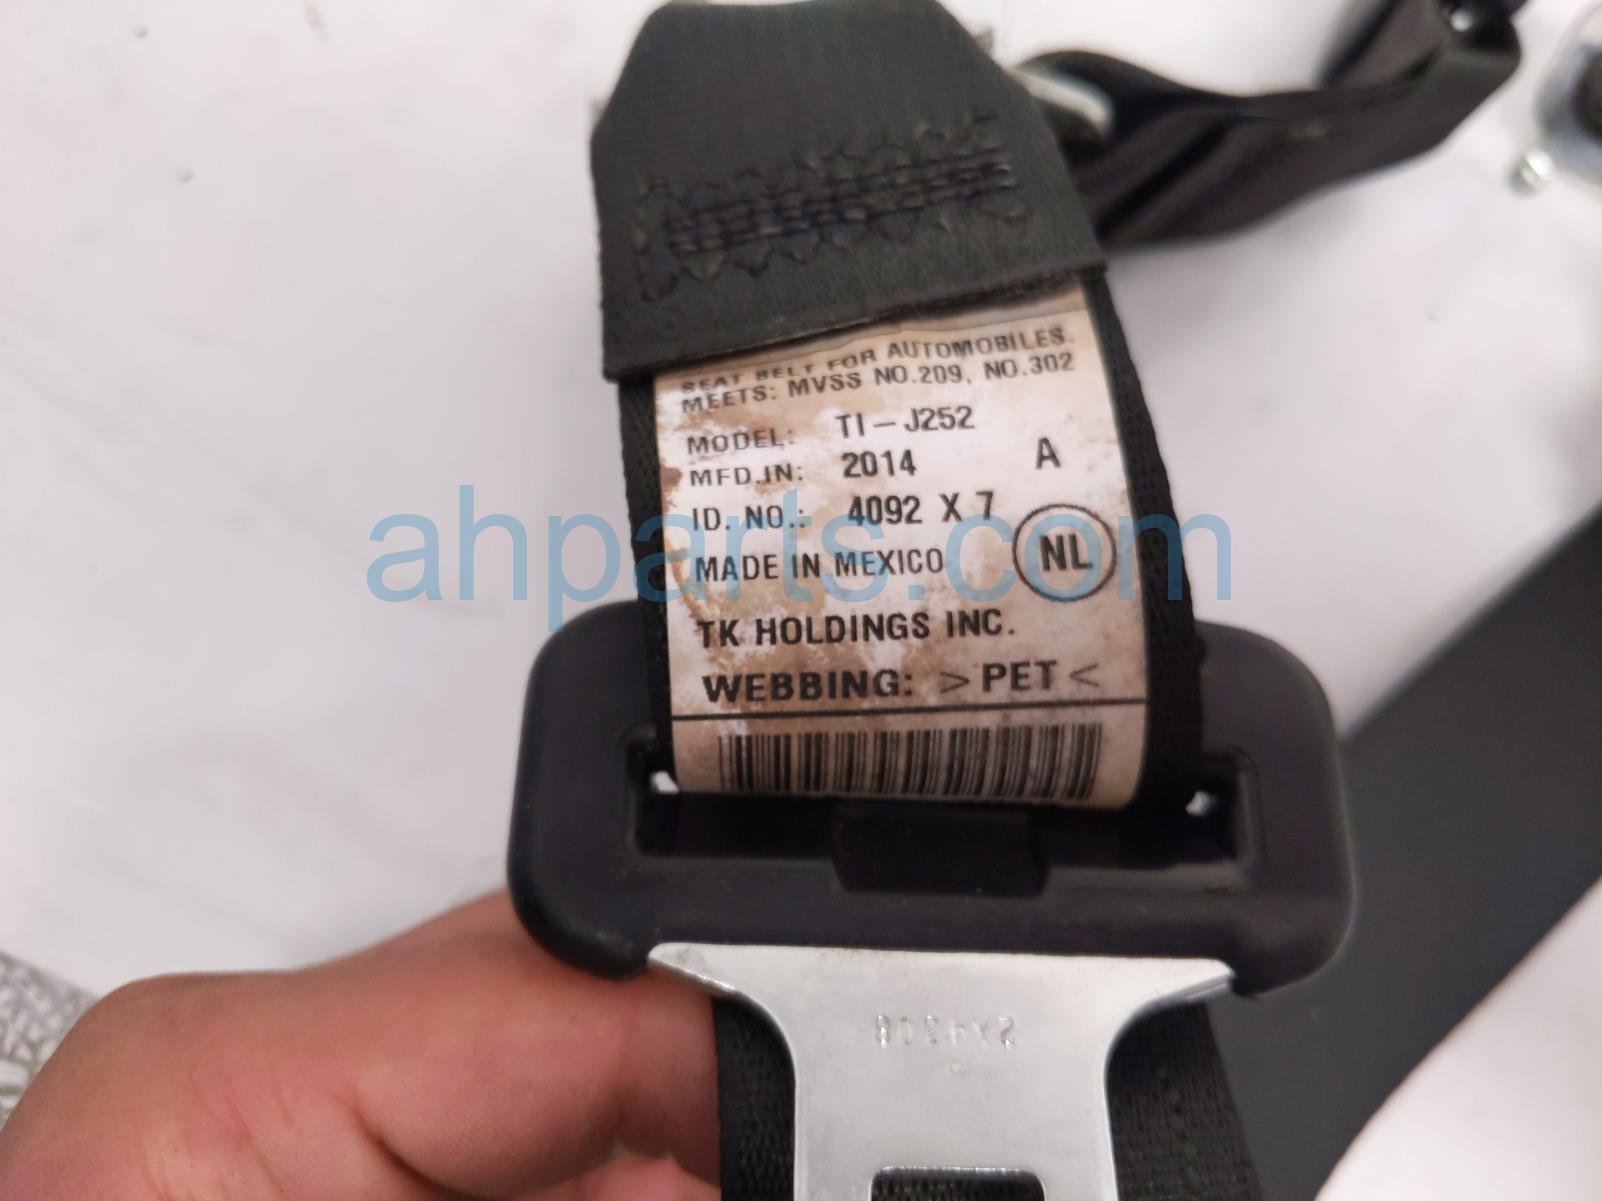 SEAT BELT FOR AUTOMOBILES.
MEETS: MVSS NO.209, NO.302
MODEL: TI-J252
MFD.IN: 2014 A
ID. NO.: 4092 X 7
MADE IN MEXICO NL
TK HOLDINGS INC.
WEBBING: >PET<
ahparts.com